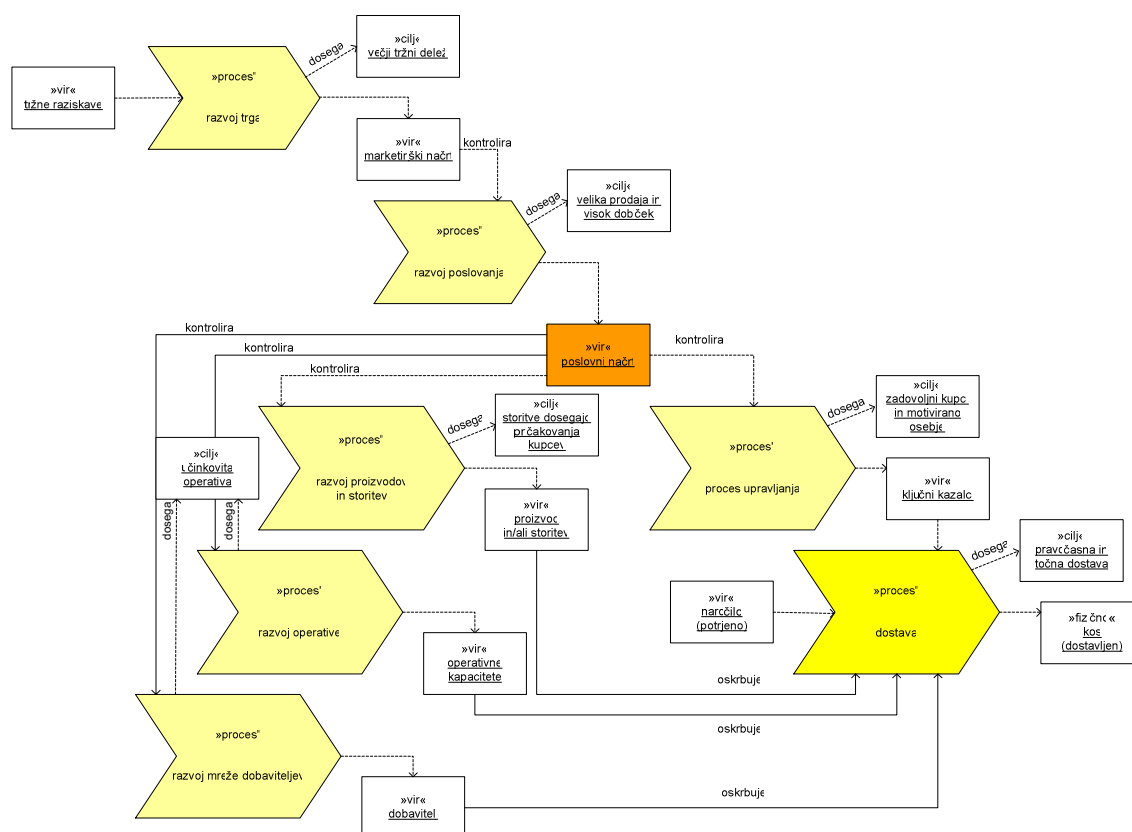 »cilj«
večji tržni delež
dosega
»proces"
razvoj trga
»vir«
tržne raziskave
»vir«
marketinški načrt
kontrolira
»cilj«
velika prodaja in
visok dobček
dosega
»proces"
razvoj poslovanja
kontrolira
kontrolira
kontrolira
»vir«
poslovni načrt
kontrolira
»cilj«
zadovoljni kupc
in motivirano
osebje
dosega
»cilj«
storitve dosegajo
pričakovanja
kupcev
dosega
»proces"
razvoj proizvodov
in storitev
»proces"
proces upravljanja
»cilj«
učinkovita
operativa
dosega
dosega
»vir«
proizvod
in/ali storitev
»vir«
ključni kazalc
»cilj«
pravočasna in
točna dostava
dosega
»proces"
razvoj operative
»vir«
naročilo
(potrjeno)
»proces"
dostava
»fizično«
kos
(dostavljen)
»vir«
operativne
kapacitete
oskrbuje
oskrbuje
»proces"
razvoj mreže dobaviteljev
»vir«
dobavitelj
oskrbuje